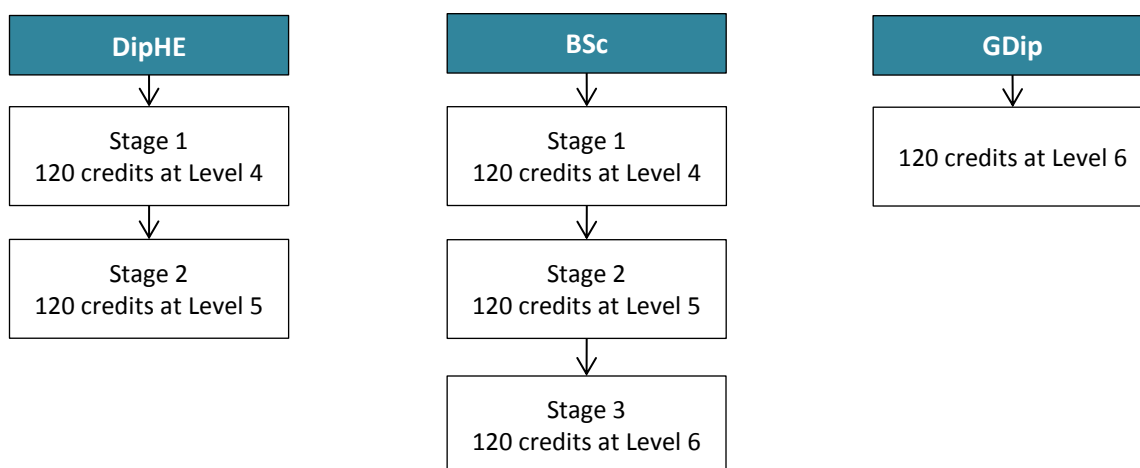 DipHE
Stage 1
120 credits at Level 4
Stage 2
120 credits at Level 5
BSc
Stage 1
120 credits at Level 4
Stage 2
120 credits at Level 5
Stage 3
120 credits at Level 6
GDip
120 credits at Level 6